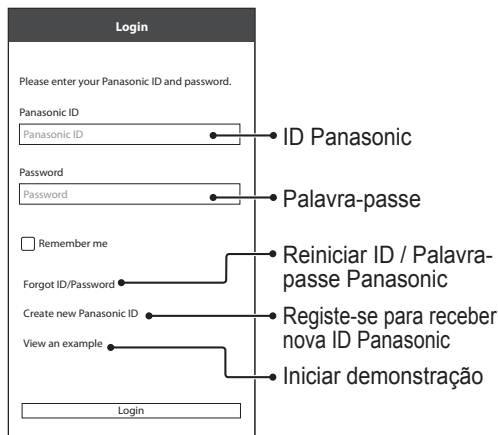 Login
Please enter your Panasonic ID and password.
Panasonic ID
Panasonic ID
ID Panasonic
Password
Password
Palavra-passe
Remember me
Forgot ID/Password
Reiniciar ID / Palavra-
passe Panasonic
Create new Panasonic ID
Registe-se para receber
nova ID Panasonic
View an example
Iniciar demonstração
Login